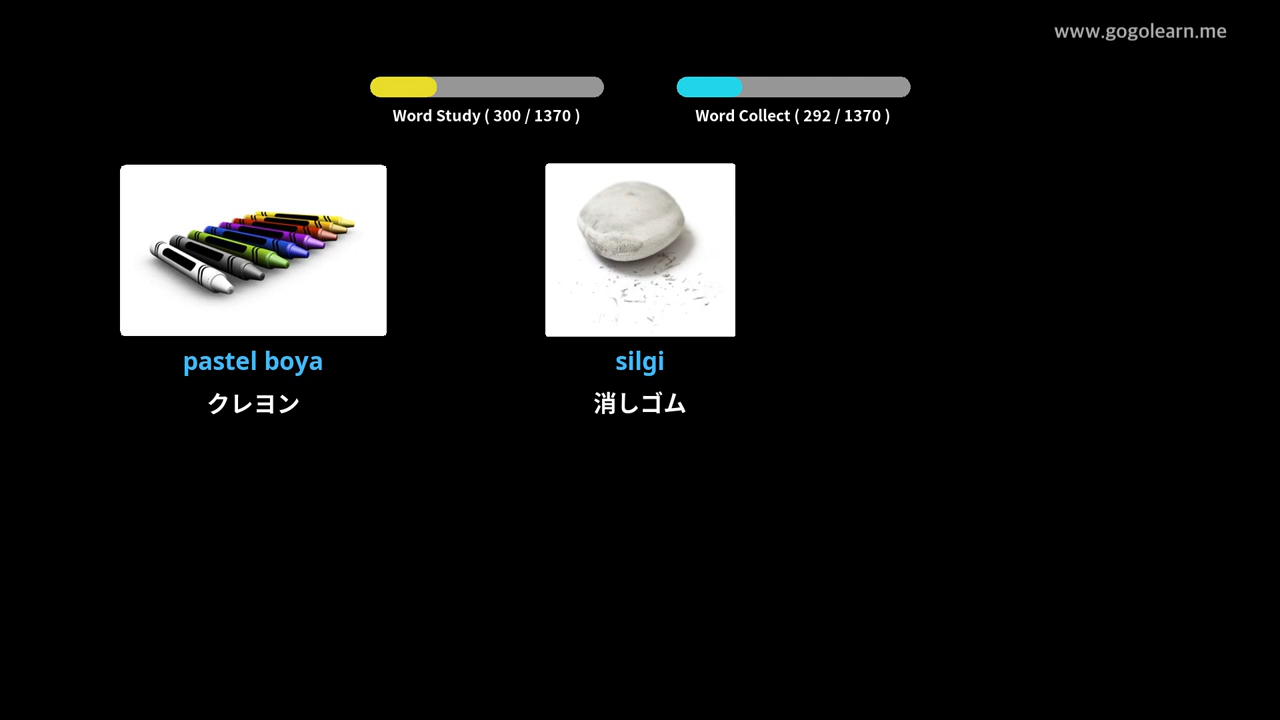 www.gogolearn.me
Word Study ( 300 / 1370 )
Word Collect ( 292 / 1370 )
pastel boya
クレヨン
silgi
消しゴム